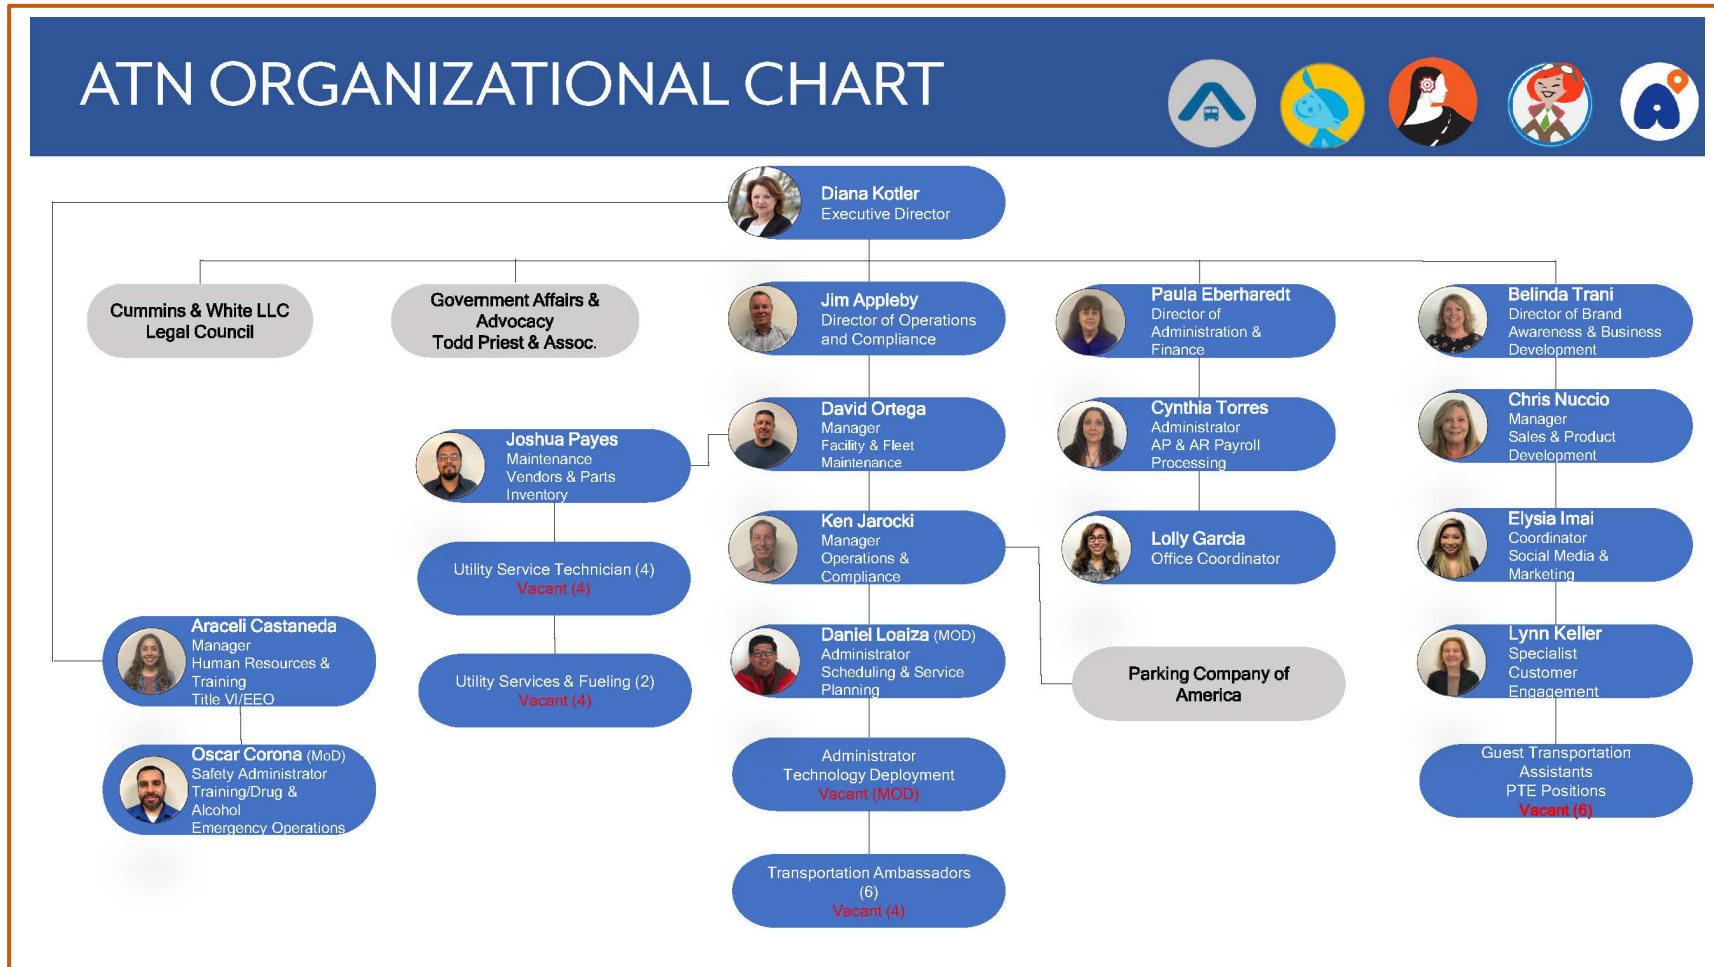 ATN ORGANIZATIONAL CHART
Diana Kotler
Executive Director
Cummins & White LLC
Legal Council
Government Affairs &
Advocacy
Todd Priest & Assoc.
Jim Appleby
Director of Operations
and Compliance
Paula Eberharedt
Director of
Administration &
Finance
Belinda Trani
Director of Brand
Awareness & Business
Development
Joshua Payes
Maintenance
Vendors & Parts
Inventory
David Ortega
Manager
Facility & Fleet
Maintenance
Cynthia Torres
Administrator
AP & AR Payroll
Processing
Chris Nuccio
Manager
Sales & Product
Development
Utility Service Technician (4)
Vacant (4)
Ken Jarocki
Manager
Operations &
Compliance
Lolly Garcia
Office Coordinator
Elysia Imai
Coordinator
Social Media &
Marketing
Araceli Castaneda
Manager
Human Resources &
Training
Title VI/EEO
Utility Services & Fueling (2)
Vacant (4)
Daniel Loaiza (MOD)
Administrator
Scheduling & Service
Planning
Parking Company of
America
Lynn Keller
Specialist
Customer
Engagement
Oscar Corona (MoD)
Safety Administrator
Training/Drug &
Alcohol
Emergency Operations
Administrator
Technology Deployment
Vacant (MOD)
Guest Transportation
Assistants
PTE Positions
Vacant (6)
Transportation Ambassadors
(6)
Vacant (4)